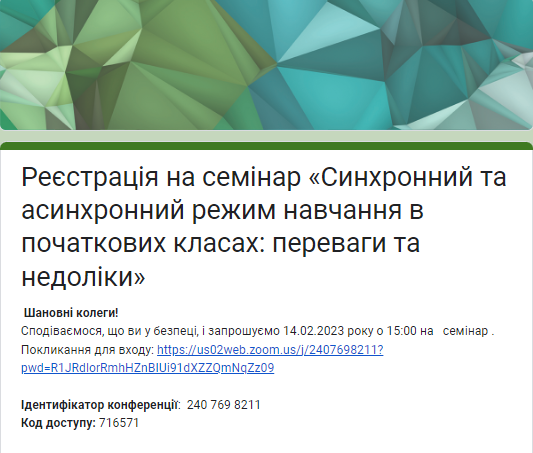 Реєстрація на семінар «Синхронний та
асинхронний режим навчання в
початкових класах: переваги та
недоліки»
Шановні колеги!
Сподіваємося, що ви у безпеці, і запрошуємо 14.02.2023 року о 15:00 на семінар .
Покликання для входу: https://us02web.zoom.us/j/2407698211?
pwd=R1JRdlorRmhHZnBIUi91dXZZQmNqZz09
Ідентифікатор конференції: 240 769 8211
Код доступу: 716571